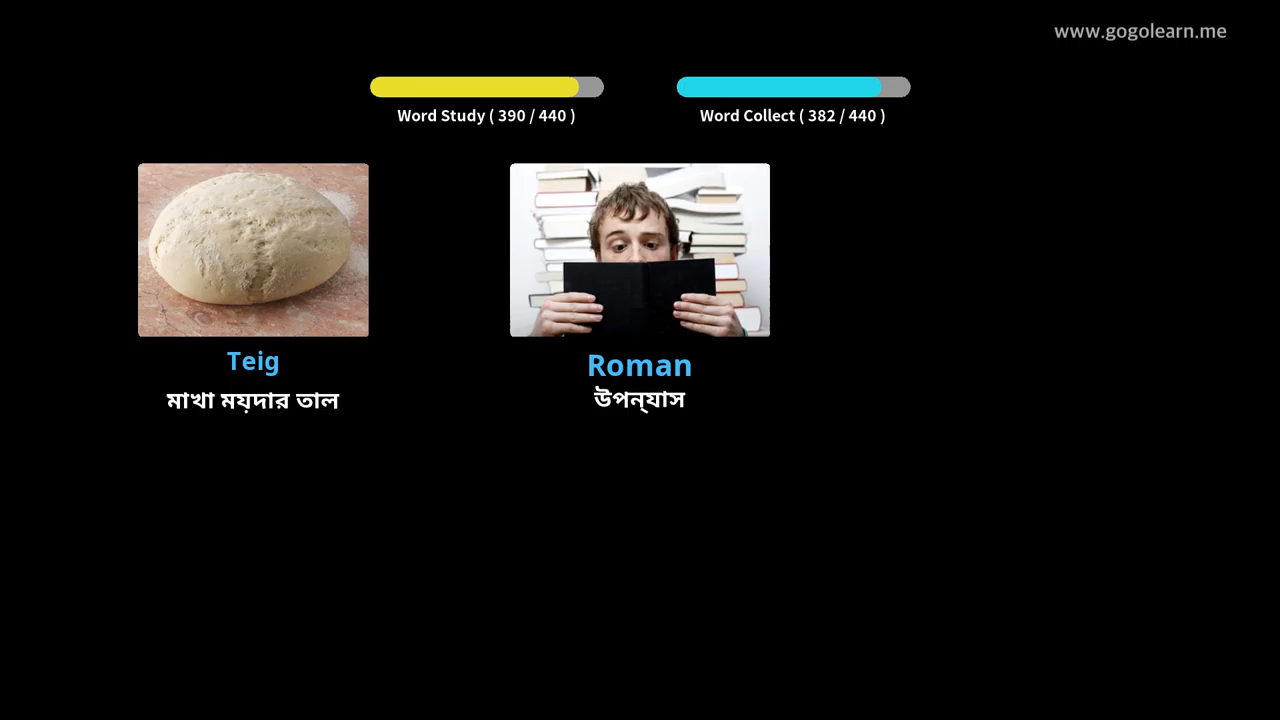 www.gogolearn.me
Word Study ( 390 / 440 )
Word Collect ( 382 / 440 )
Teig
মাখা ময়দার তাল
Roman
উপন্যাস